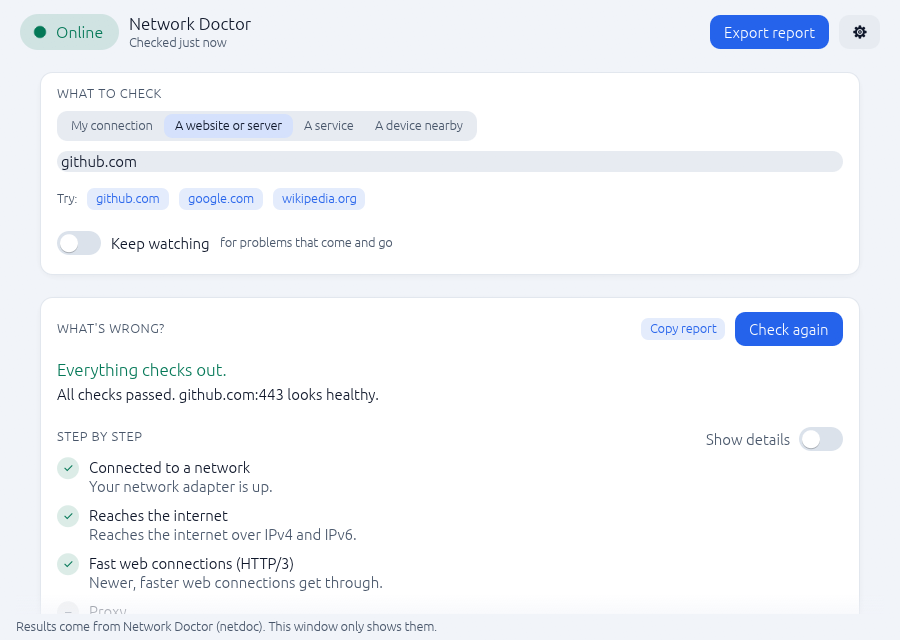 Online
Network Doctor
Checked just now
Export report
WHAT TO CHECK
My connection
A website or server
A service
A device nearby
github.com
Try:
github.com
google.com
wikipedia.org
Keep watching
for problems that come and go
WHAT'S WRONG?
Copy report
Check again
Everything checks out.
All checks passed. github.com:443 looks healthy.
STEP BY STEP
Show details
Connected to a network
Your network adapter is up.
Reaches the internet
Reaches the internet over IPv4 and IPv6.
Fast web connections (HTTP/3)
Newer, faster web connections get through.
Proxy
Results come from Network Doctor (netdoc). This window only shows them.